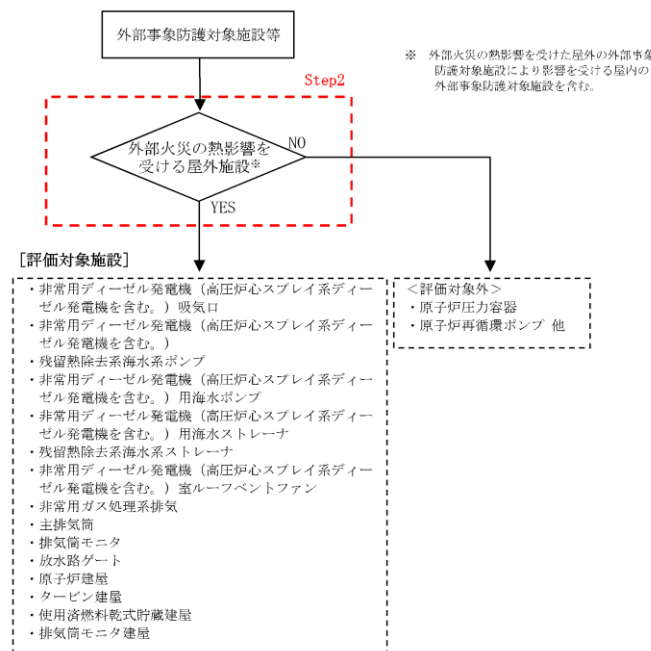 外部事象防護対象施設等
※ 外部火災の熱影響を受けた屋外の外部事象
防護対象施設により影響を受ける屋内の
外部事象防護対象施設を含む。
Step2
外部火災の熱影響を
受ける屋外施設※
NO
YES
[評価対象施設]
・非常用ディーゼル発電機（高圧炉心スプレイ系ディー
ゼル発電機を含む。）吸気口
・非常用ディーゼル発電機（高圧炉心スプレイ系ディー
ゼル発電機を含む。）
・残留熱除去系海水系ポンプ
・非常用ディーゼル発電機（高圧炉心スプレイ系ディー
ゼル発電機を含む。）用海水ポンプ
・非常用ディーゼル発電機（高圧炉心スプレイ系ディー
ゼル発電機を含む。）用海水ストレーナ
・残留熱除去系海水系ストレーナ
・非常用ディーゼル発電機（高圧炉心スプレイ系ディー
ゼル発電機を含む。）室ルーフベントファン
・非常用ガス処理系排気
・主排気筒
・排気筒モニタ
・放水路ゲート
・原子炉建屋
・タービン建屋
・使用済燃料乾式貯蔵建屋
・排気筒モニタ建屋
＜評価対象外＞
・原子炉圧力容器
・原子炉再循環ポンプ 他